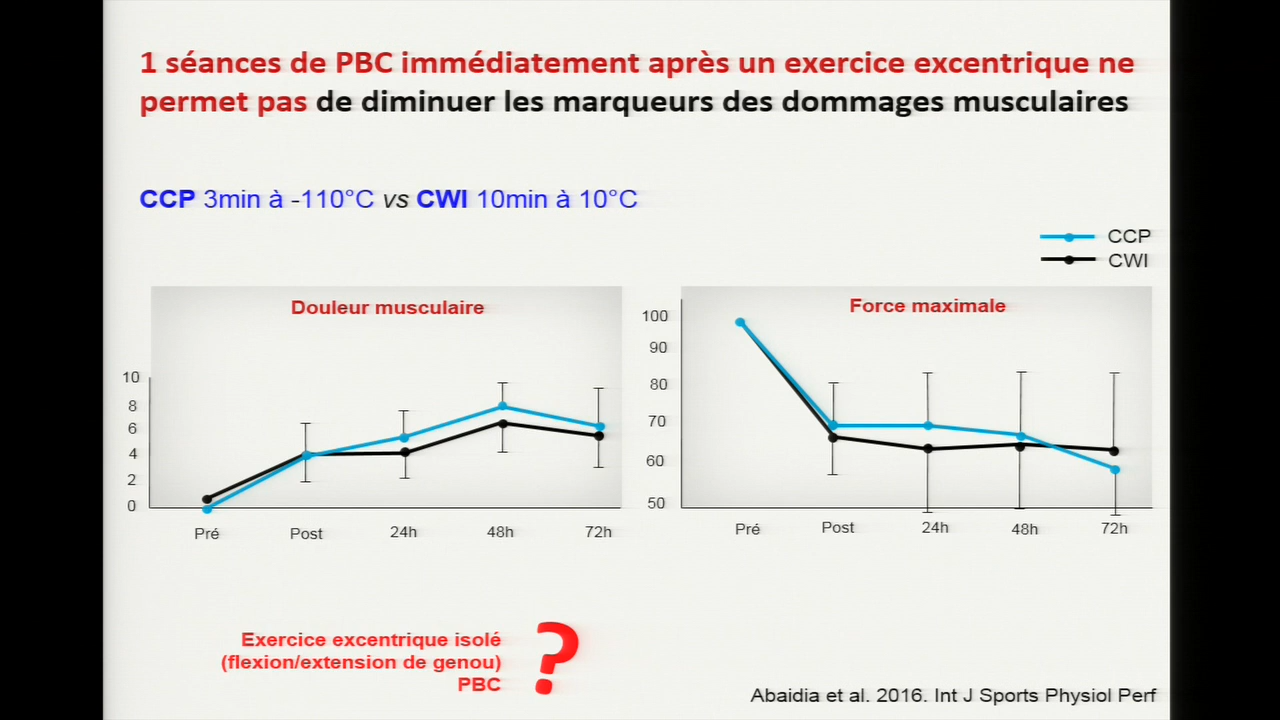 1 séances de PBC immédiatement après un exercice excentrique ne
permet pas de diminuer les marqueurs des dommages musculaires
CCP 3min à -110°C vs CWI 10min à 10°C
CCP
CWI
Douleur musculaire
10
8
6
4
2
0
Pré
Post
24h
48h
72h
Force maximale
100
90
80
70
60
50
Pré
Post
24h
48h
72h
Exercice excentrique isolé
(flexion/extension de genou)
PBC
?
Abaidia et al. 2016. Int J Sports Physiol Perf